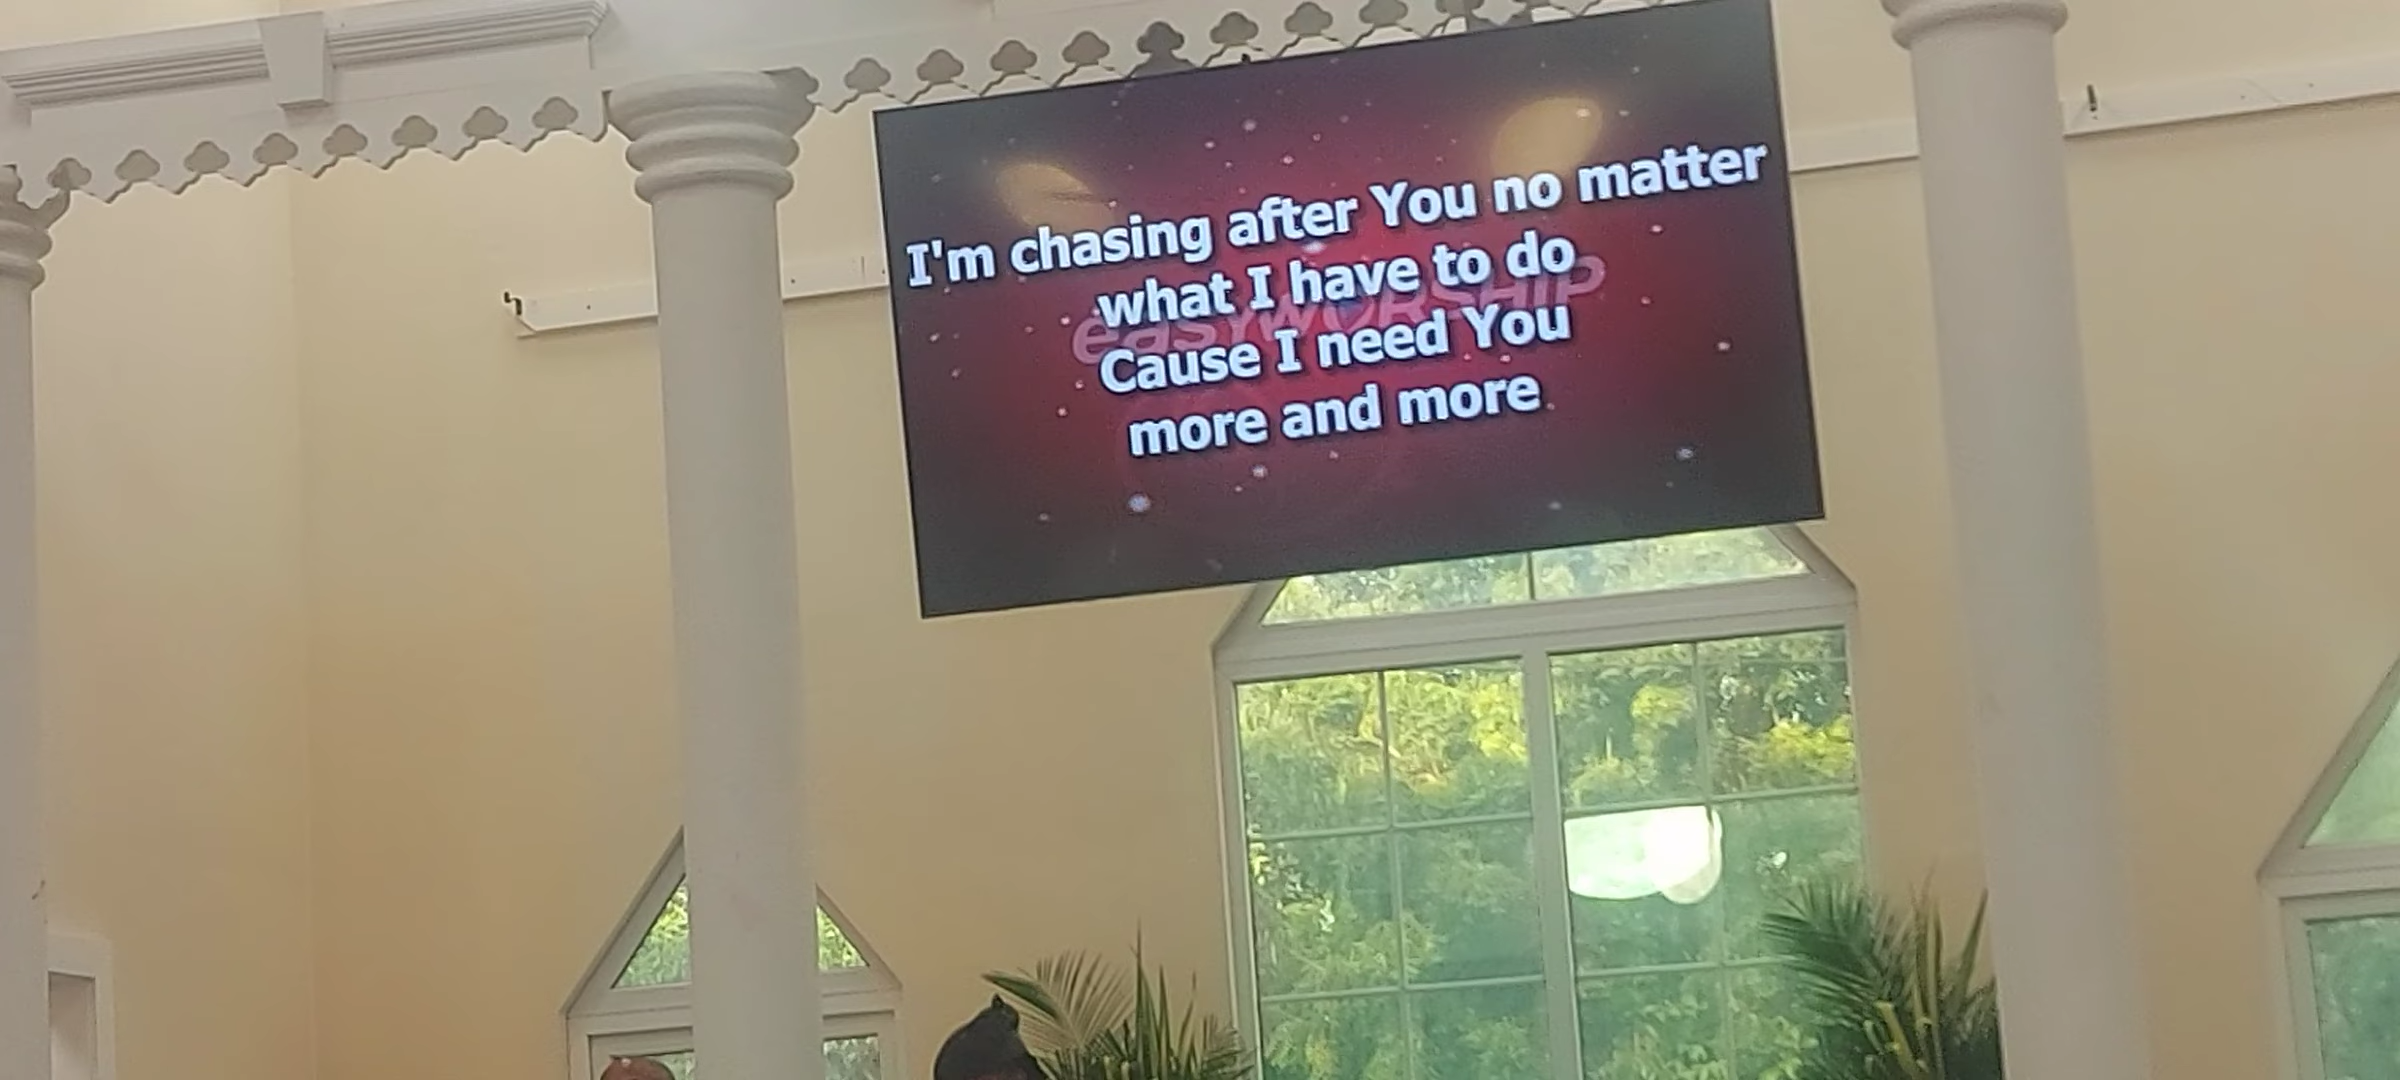 I'm chasing after You no matter
what I have to do
easyworship
Cause I need You
more and more